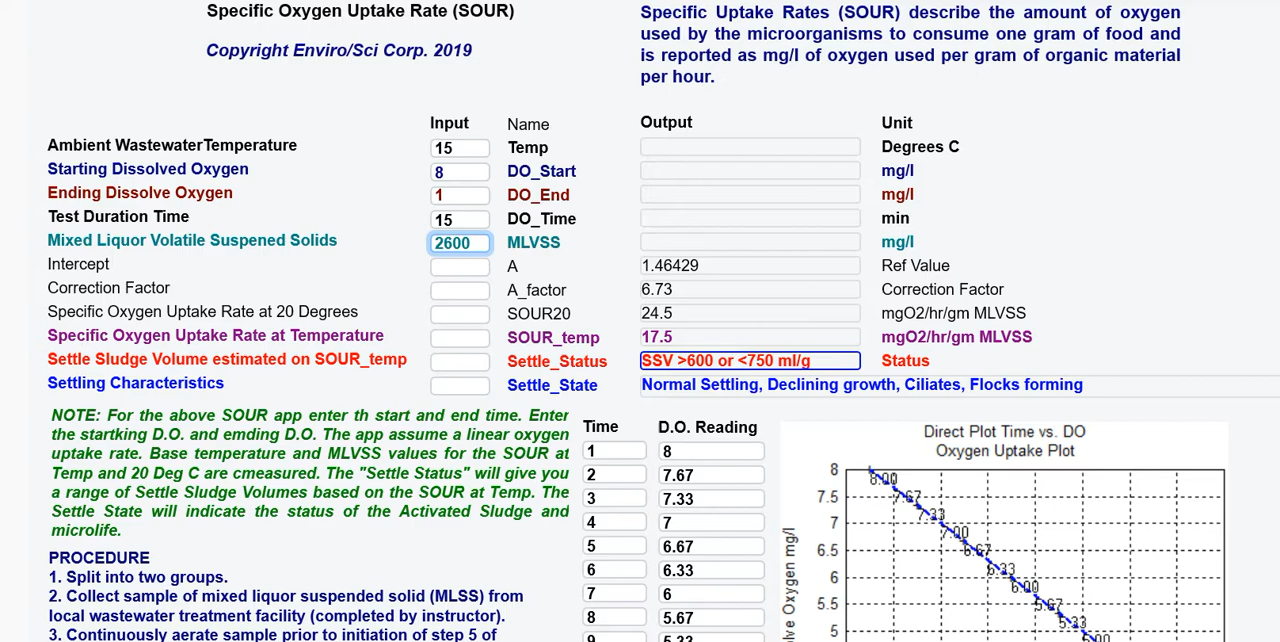 Specific Oxygen Uptake Rate (SOUR)
Copyright Enviro/Sci Corp. 2019
Specific Uptake Rates (SOUR) describe the amount of oxygen
used by the microorganisms to consume one gram of food and
is reported as mg/l of oxygen used per gram of organic material
per hour.
Input Name Output Unit
Ambient WastewaterTemperature 15 Temp Degrees C
Starting Dissolved Oxygen 8 DO_Start mg/l
Ending Dissolve Oxygen 1 DO_End mg/l
Test Duration Time 15 DO_Time min
Mixed Liquor Volatile Suspened Solids 2600 MLVSS mg/l
Intercept A 1.46429 Ref Value
Correction Factor A_factor 6.73 Correction Factor
Specific Oxygen Uptake Rate at 20 Degrees SOUR20 24.5 mgO2/hr/gm MLVSS
Specific Oxygen Uptake Rate at Temperature SOUR_temp 17.5 mgO2/hr/gm MLVSS
Settle Sludge Volume estimated on SOUR_temp Settle_Status SSV >600 or <750 ml/g Status
Settling Characteristics Settle_State Normal Settling, Declining growth, Ciliates, Flocks forming
NOTE: For the above SOUR app enter th start and end time. Enter
the startking D.O. and emding D.O. The app assume a linear oxygen
uptake rate. Base temperature and MLVSS values for the SOUR at
Temp and 20 Deg C are cmeasured. The "Settle Status" will give you
a range of Settle Sludge Volumes based on the SOUR at Temp. The
Settle State will indicate the status of the Activated Sludge and
microlife.
PROCEDURE
1. Split into two groups.
2. Collect sample of mixed liquor suspended solid (MLSS) from
local wastewater treatment facility (completed by instructor).
3. Continuously aerate sample prior to initiation of step 5 of
Time D.O. Reading
1 8
2 7.67
3 7.33
4 7
5 6.67
6 6.33
7 6
8 5.67
9 5.33
Direct Plot Time vs. DO
Oxygen Uptake Plot
8
7.5
7
6.5
6
5.5
5
Oxygen mg/l
8.00
7.67
7.33
7.00
6.67
6.33
6.00
5.67
5.33
5.00